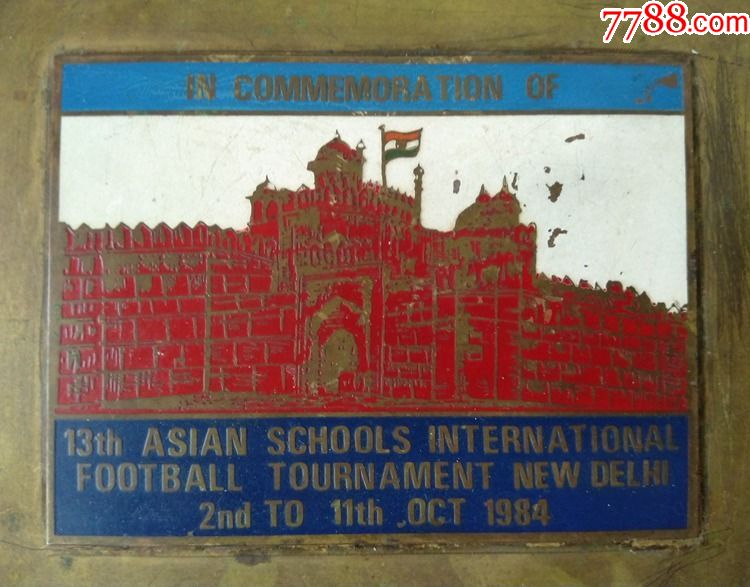 7788.com
IN COMMEMORATION OF
13th ASIAN SCHOOLS INTERNATIONAL
FOOTBALL TOURNAMENT NEW DELHI
2nd TO 11th OCT 1984